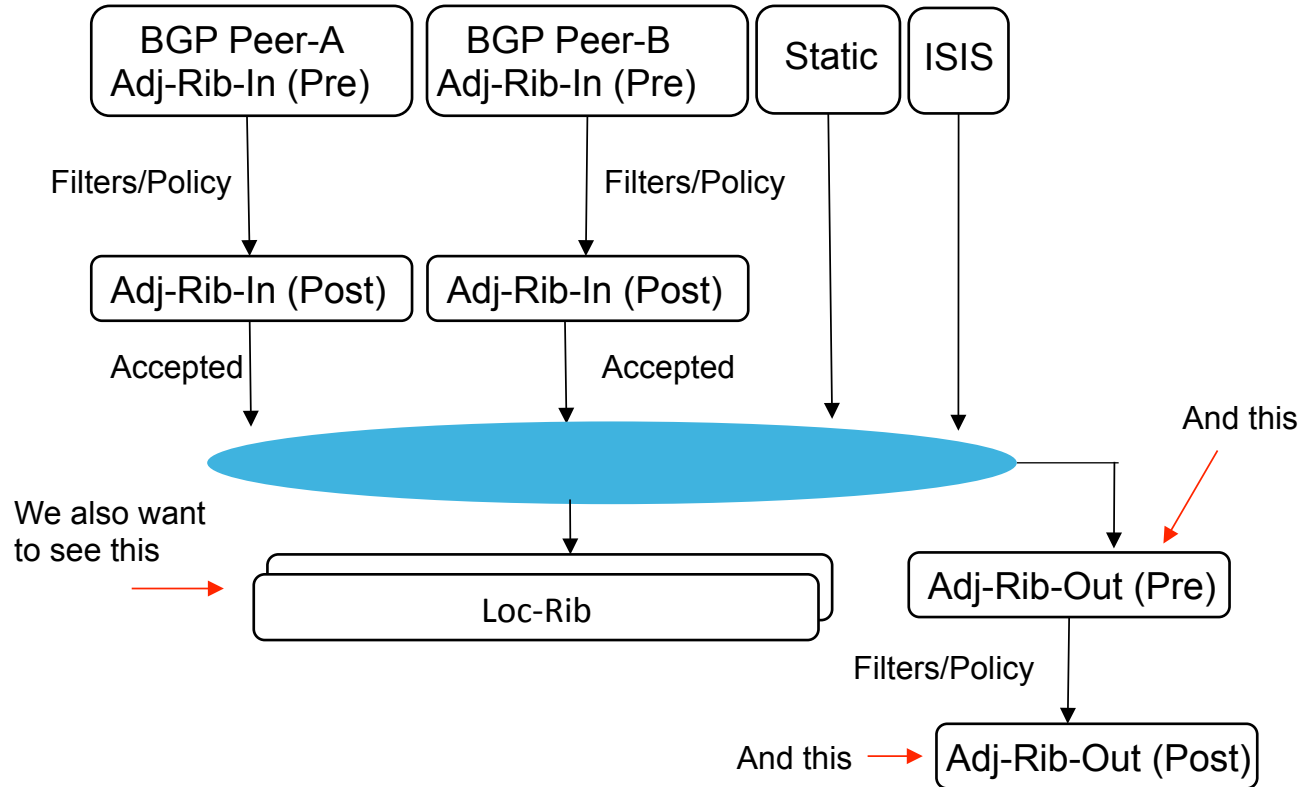 BGP Peer-A
Adj-Rib-In (Pre)
BGP Peer-B
Adj-Rib-In (Pre)
Static
ISIS
Filters/Policy
Filters/Policy
Adj-Rib-In (Post)
Adj-Rib-In (Post)
Accepted
Accepted
And this
We also want
to see this
Loc-Rib
Adj-Rib-Out (Pre)
Filters/Policy
And this
Adj-Rib-Out (Post)